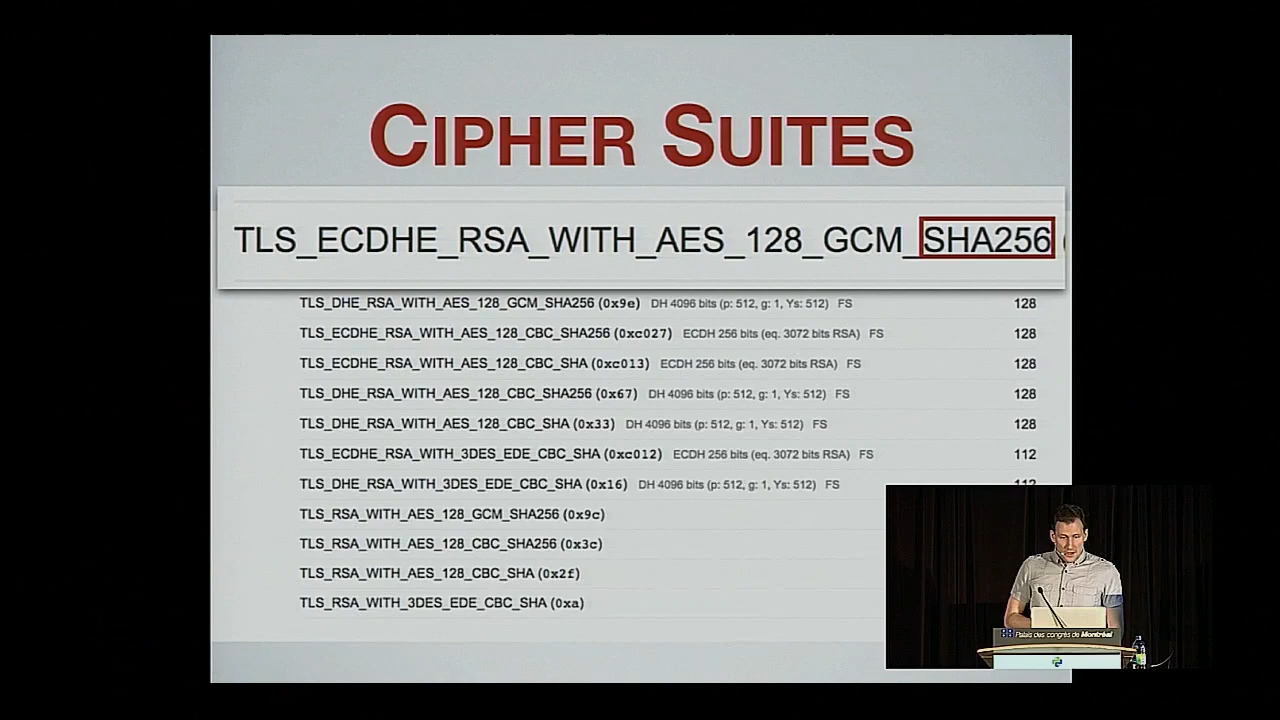 CIPHER SUITES
TLS_ECDHE_RSA_WITH_AES_128_GCM_SHA256 (
TLS_DHE_RSA_WITH_AES_128_GCM_SHA256 (0x9e) DH 4096 bits (p: 512, g: 1, Ys: 512) FS 128
TLS_ECDHE_RSA_WITH_AES_128_CBC_SHA256 (0xc027) ECDH 256 bits (eq. 3072 bits RSA) FS 128
TLS_ECDHE_RSA_WITH_AES_128_CBC_SHA (0xc013) ECDH 256 bits (eq. 3072 bits RSA) FS 128
TLS_DHE_RSA_WITH_AES_128_CBC_SHA256 (0x67) DH 4096 bits (p: 512, g: 1, Ys: 512) FS 128
TLS_DHE_RSA_WITH_AES_128_CBC_SHA (0x33) DH 4096 bits (p: 512, g: 1, Ys: 512) FS 128
TLS_ECDHE_RSA_WITH_3DES_EDE_CBC_SHA (0xc012) ECDH 256 bits (eq. 3072 bits RSA) FS 112
TLS_DHE_RSA_WITH_3DES_EDE_CBC_SHA (0x16) DH 4096 bits (p: 512, g: 1, Ys: 512) FS 112
TLS_RSA_WITH_AES_128_GCM_SHA256 (0x9c)
TLS_RSA_WITH_AES_128_CBC_SHA256 (0x3c)
TLS_RSA_WITH_AES_128_CBC_SHA (0x2f)
TLS_RSA_WITH_3DES_EDE_CBC_SHA (0xa)
Palais des congrès de Montréal